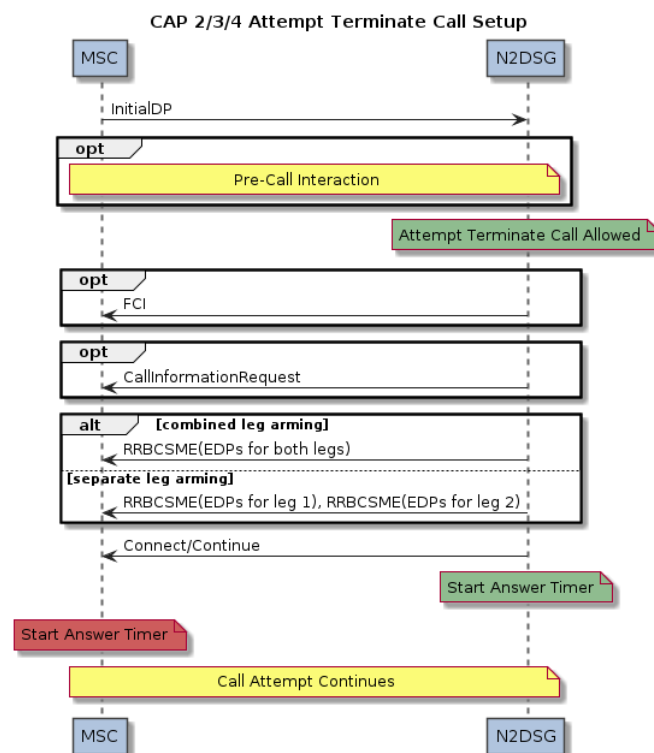 CAP 2/3/4 Attempt Terminate Call Setup
MSC
N2DSG
InitialDP
opt
Pre-Call Interaction
Attempt Terminate Call Allowed
opt
FCI
opt
CallInformationRequest
alt [combined leg arming]
RRBCSME(EDPs for both legs)
[separate leg arming]
RRBCSME(EDPs for leg 1), RRBCSME(EDPs for leg 2)
Connect/Continue
Start Answer Timer
Start Answer Timer
Call Attempt Continues
MSC
N2DSG